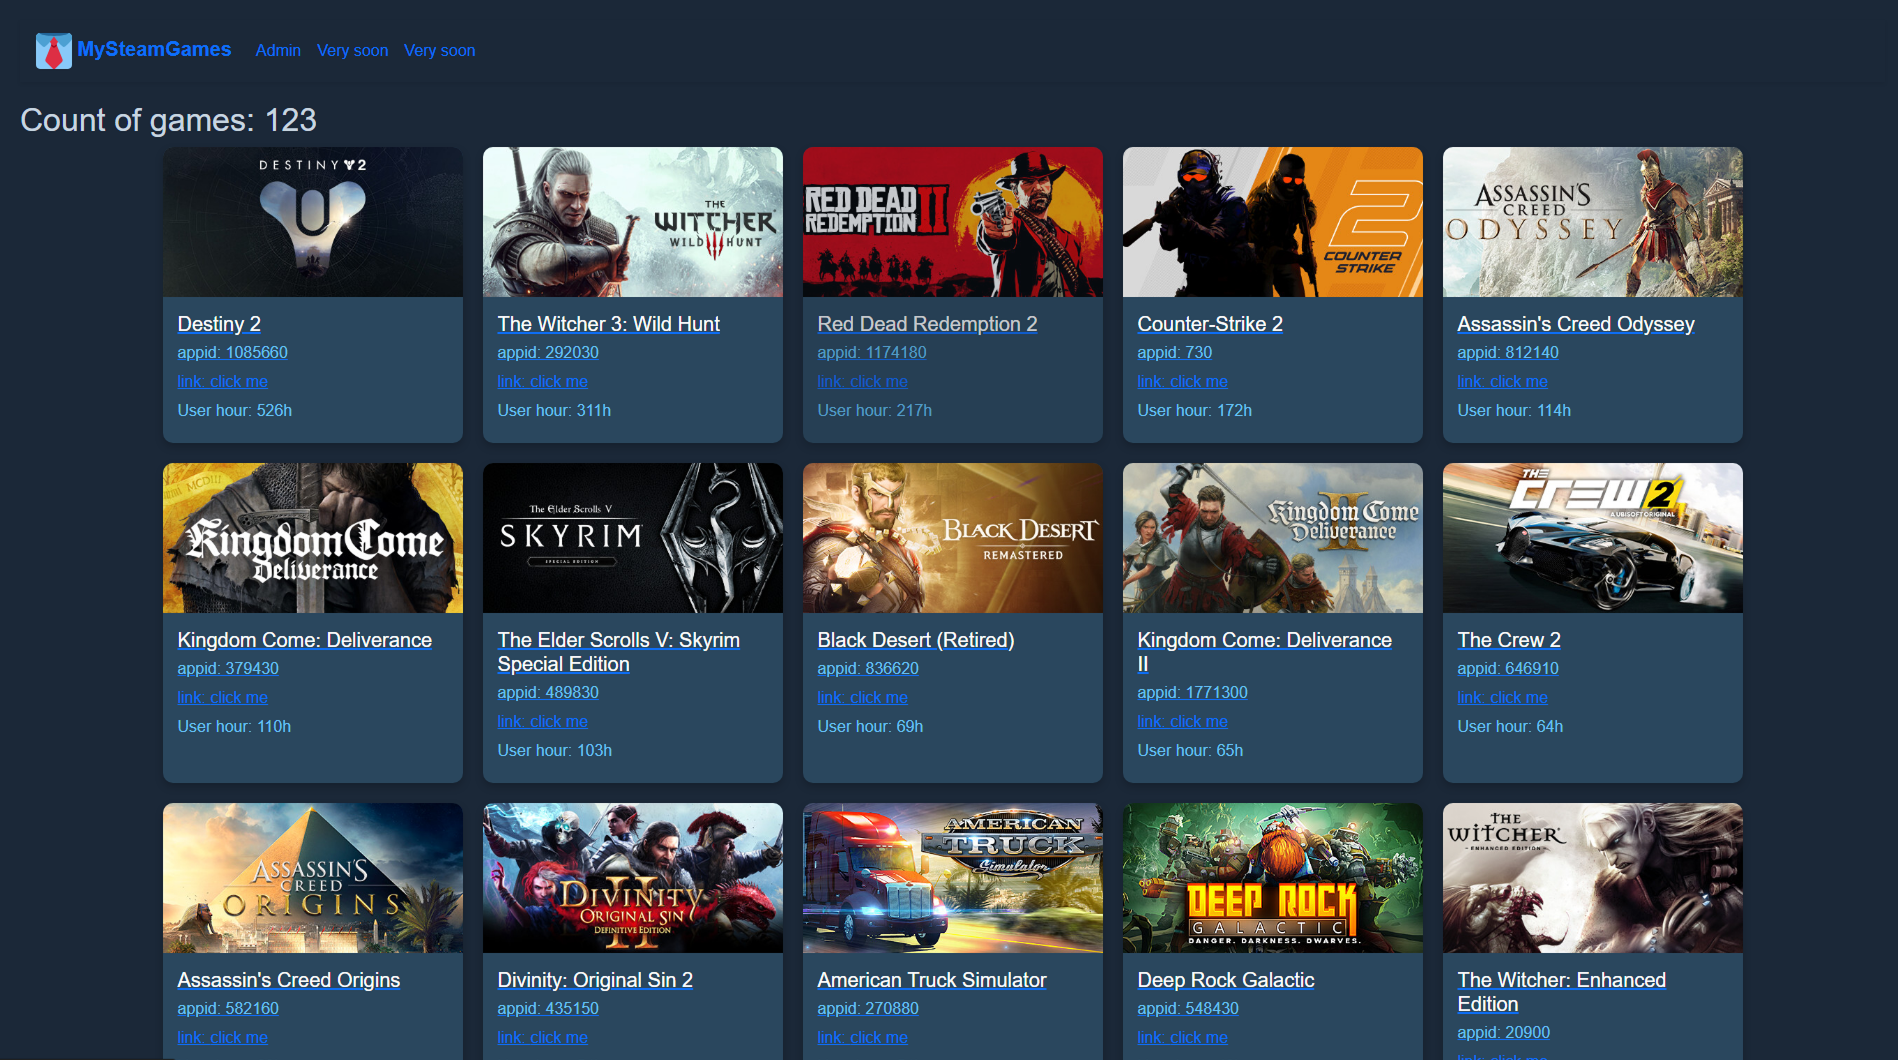 MySteamGames Admin Very soon Very soon
Count of games: 123
DESTINY 2
THE WITCHER WILD HUNT
RED DEAD REDEMPTION II
2 COUNTER STRIKE
ASSASSIN'S CREED ODYSSEY
Destiny 2
appid: 1085660
link: click me
User hour: 526h
The Witcher 3: Wild Hunt
appid: 292030
link: click me
User hour: 311h
Red Dead Redemption 2
appid: 1174180
link: click me
User hour: 217h
Counter-Strike 2
appid: 730
link: click me
User hour: 172h
Assassin's Creed Odyssey
appid: 812140
link: click me
User hour: 114h
Kingdom Come
Deliverance
The Elder Scrolls V
SKYRIM
SPECIAL EDITION
BLACK DESERT
REMASTERED
Kingdom Come
Deliverance
II
THE
CREW 2
A UBISOFT ORIGINAL
Kingdom Come: Deliverance
appid: 379430
link: click me
User hour: 110h
The Elder Scrolls V: Skyrim
Special Edition
appid: 489830
link: click me
User hour: 103h
Black Desert (Retired)
appid: 836620
link: click me
User hour: 69h
Kingdom Come: Deliverance
II
appid: 1771300
link: click me
User hour: 65h
The Crew 2
appid: 646910
link: click me
User hour: 64h
ASSASSIN'S
CREED
ORIGINS
DIVINITY
II
ORIGINAL SIN
DEFINITIVE EDITION
AMERICAN
TRUCK
Simulator
DEEP ROCK
GALACTIC
DANGER. DARKNESS. DWARVES.
THE
WITCHER
- ENHANCED EDITION -
Assassin's Creed Origins
appid: 582160
link: click me
Divinity: Original Sin 2
appid: 435150
link: click me
American Truck Simulator
appid: 270880
link: click me
Deep Rock Galactic
appid: 548430
link: click me
The Witcher: Enhanced
Edition
appid: 20900
link: click me